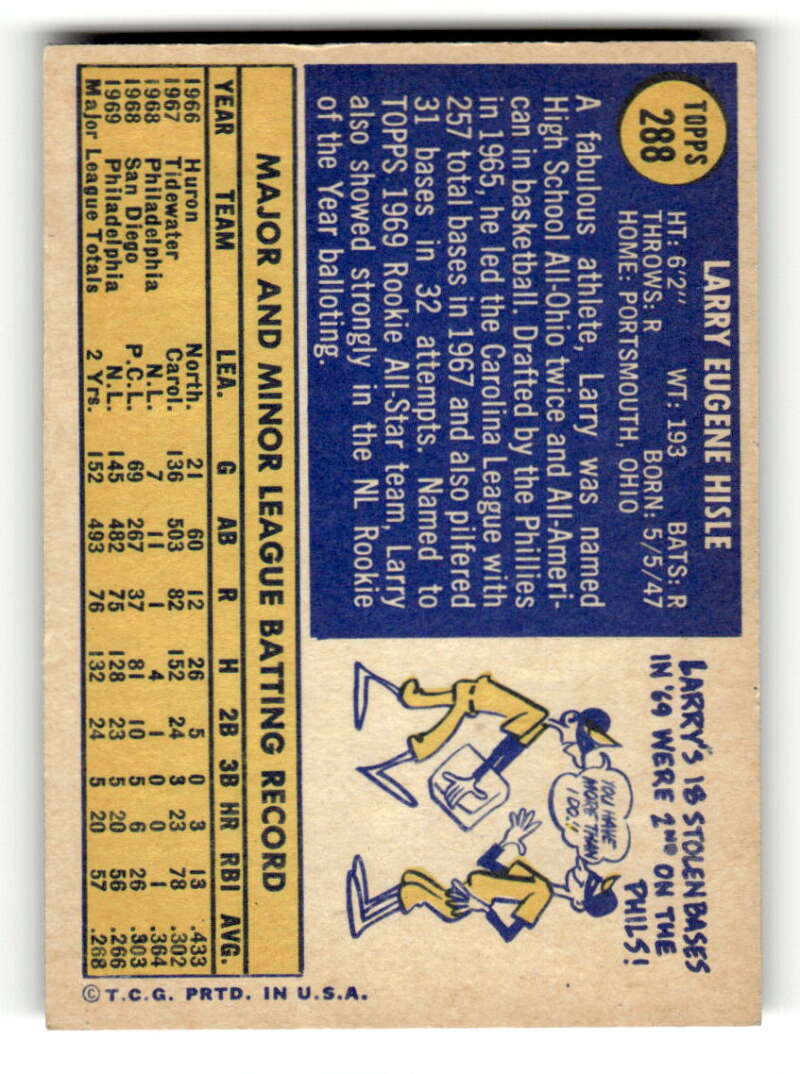 TOPPS
288
LARRY EUGENE HISLE
HT: 6'2" WT: 193 BATS: R
THROWS: R BORN: 5/5/47
HOME: PORTSMOUTH, OHIO
A fabulous athlete, Larry was named
High School All-Ohio twice and All-Ameri-
can in basketball. Drafted by the Phillies
in 1965, he led the Carolina League with
257 total bases in 1967 and also pilfered
31 bases in 32 attempts. Named to
TOPPS 1969 Rookie All-Star team, Larry
also showed strongly in the NL Rookie
of the Year balloting.
LARRY'S 18 STOLEN BASES
IN '69 WERE 2ND ON THE
PHILS!
YOU HAVE
MORE THAN
I DO!!
MAJOR AND MINOR LEAGUE BATTING RECORD
YEAR TEAM LEA. G AB R H 2B 3B HR RBI AVG.
1966 Huron North. 21 60 12 26 5 0 3 13 .433
1967 Tidewater Carol. 136 503 82 152 24 3 23 78 .302
1968 Philadelphia N.L. 7 11 1 4 1 0 0 1 .364
1968 San Diego P.C.L. 69 267 37 81 10 5 6 26 .303
1969 Philadelphia N.L. 145 482 75 128 23 5 20 56 .266
Major League Totals 2 Yrs. 152 493 76 132 24 5 20 57 .268
© T.C.G. PRTD. IN U.S.A.